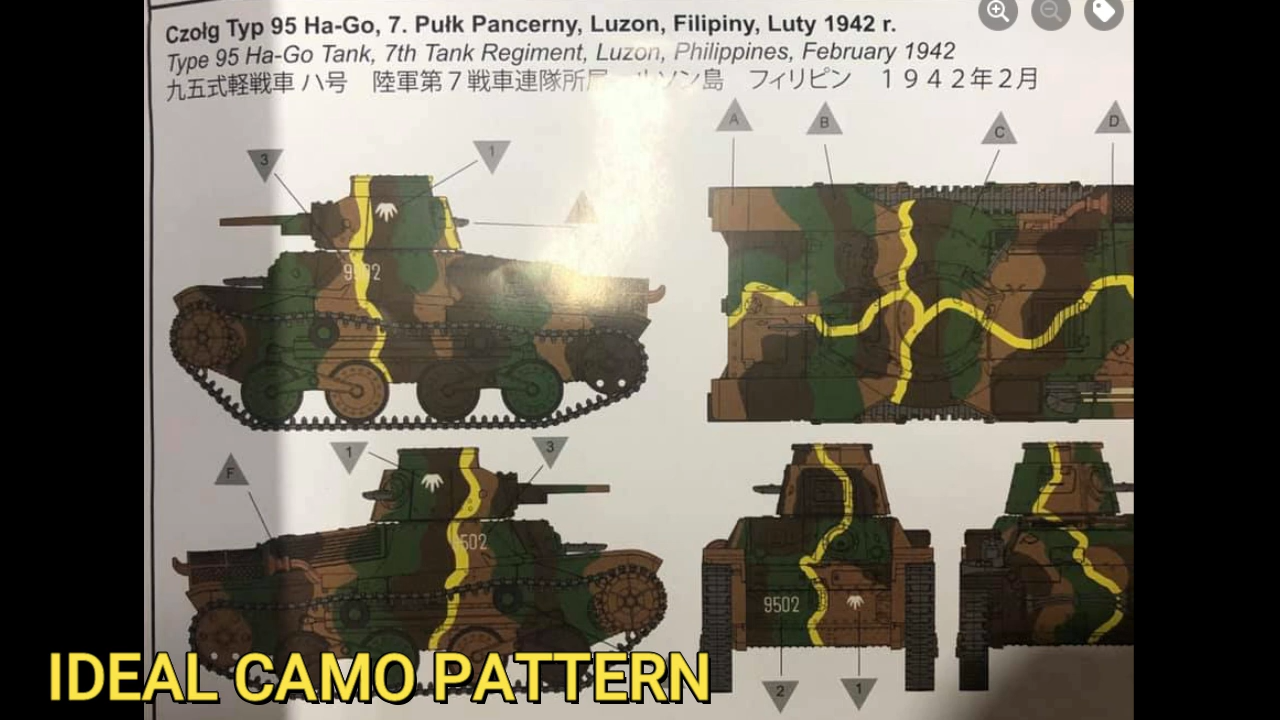 Czołg Typ 95 Ha-Go, 7. Pułk Pancerny, Luzon, Filipiny, Luty 1942 r.
Type 95 Ha-Go Tank, 7th Tank Regiment, Luzon, Philippines, February 1942
九五式軽戦車 ハ号 陸軍第7戦車連隊所属 ルソン島 フィリピン 1942年2月
A B C D
3 1
9502
F 1 3
9502
9502
2 1
IDEAL CAMO PATTERN